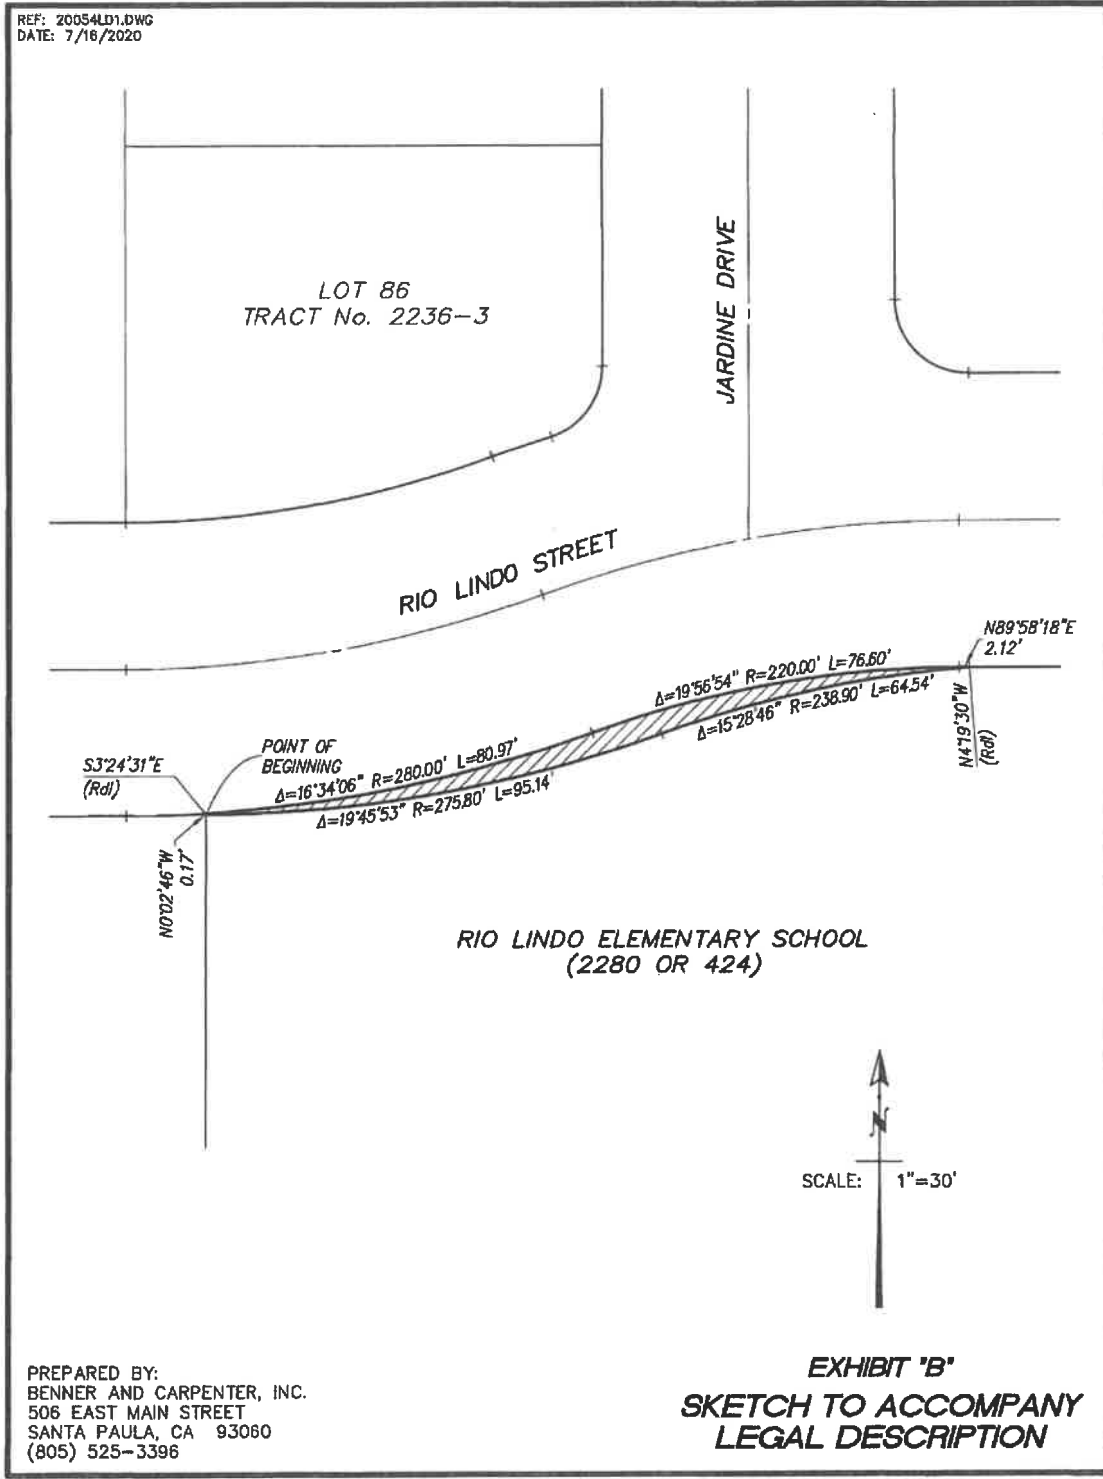 REF: 20054LD1.DWG
DATE: 7/16/2020
LOT 86
TRACT No. 2236-3
JARDINE DRIVE
RIO LINDO STREET
N89°58'18"E
2.12'
Δ=19°56'54" R=220.00' L=76.60'
Δ=15°28'46" R=238.90' L=64.54'
N4°19'30"W
(Rdl)
POINT OF
BEGINNING
S3°24'31"E
(Rdl)
Δ=16°34'06" R=280.00' L=80.97'
Δ=19°45'53" R=275.80' L=95.14'
N0°02'46"W
0.17'
RIO LINDO ELEMENTARY SCHOOL
(2280 OR 424)
N
SCALE: 1"=30'
PREPARED BY:
BENNER AND CARPENTER, INC.
506 EAST MAIN STREET
SANTA PAULA, CA 93060
(805) 525-3396
EXHIBIT "B"
SKETCH TO ACCOMPANY
LEGAL DESCRIPTION